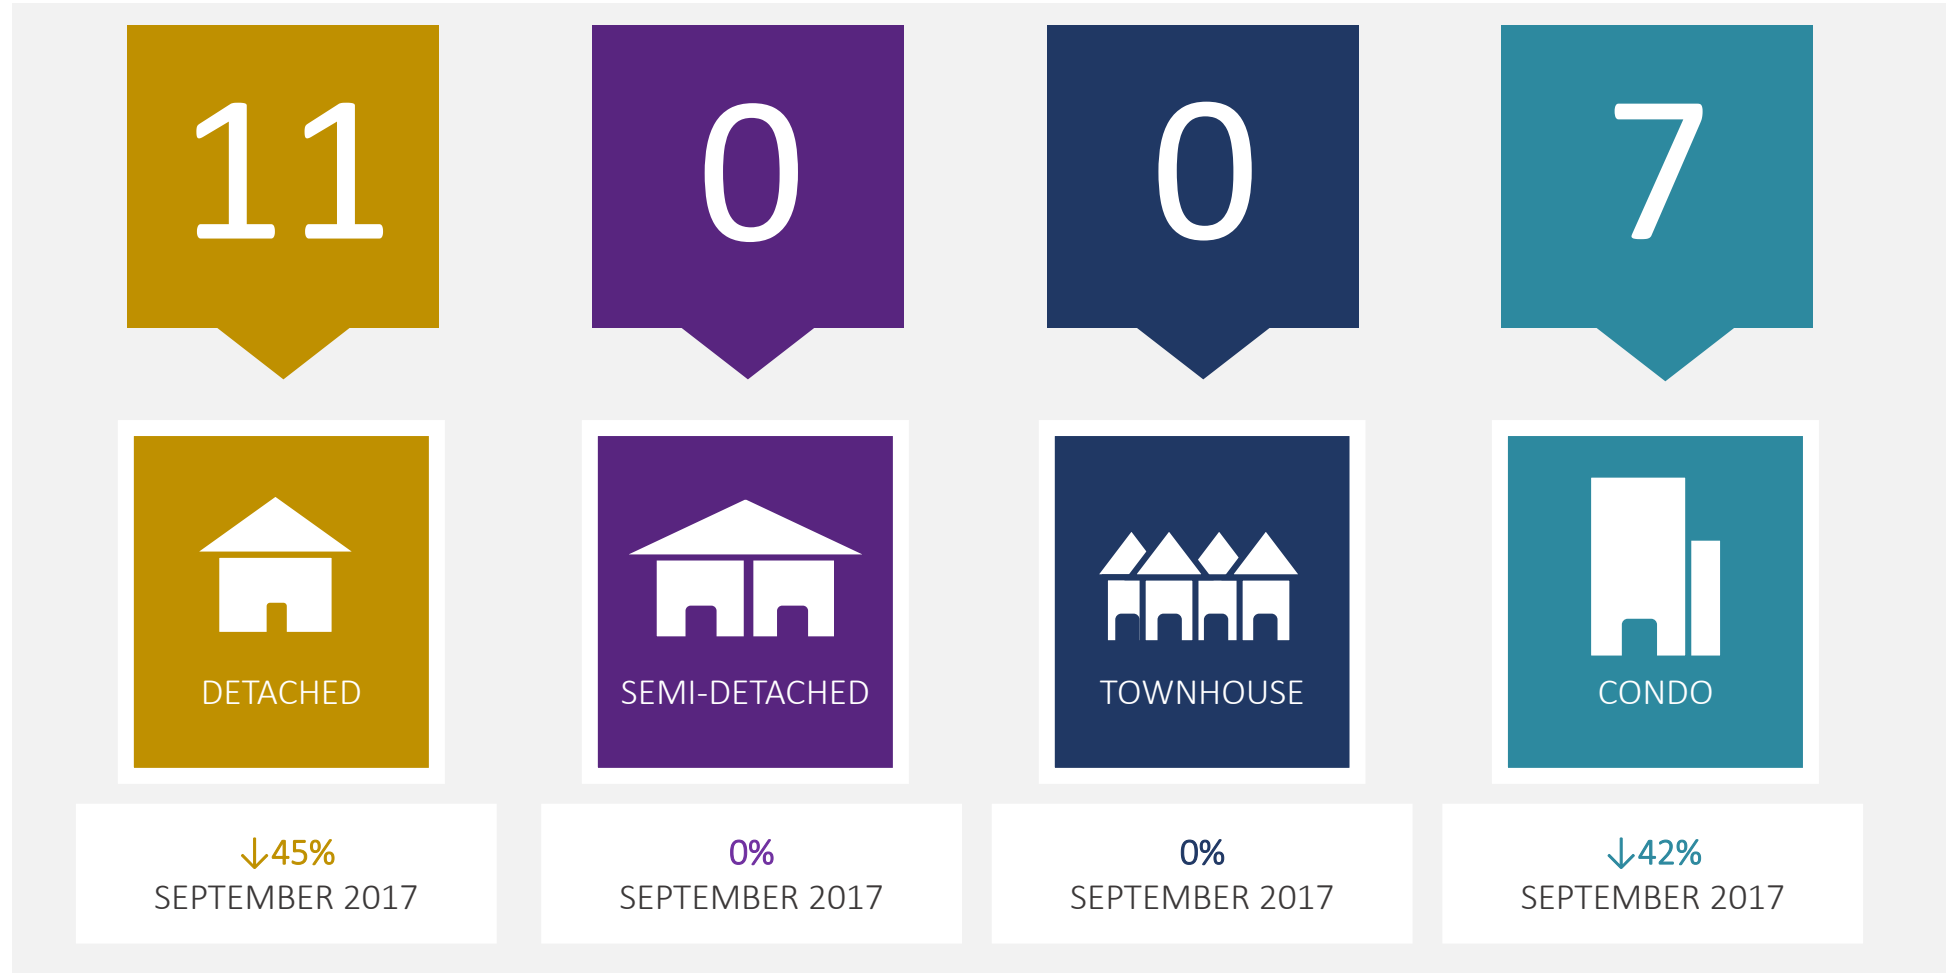 11
0
0
7
DETACHED
SEMI-DETACHED
TOWNHOUSE
CONDO
↓45%
SEPTEMBER 2017
0%
SEPTEMBER 2017
0%
SEPTEMBER 2017
↓42%
SEPTEMBER 2017